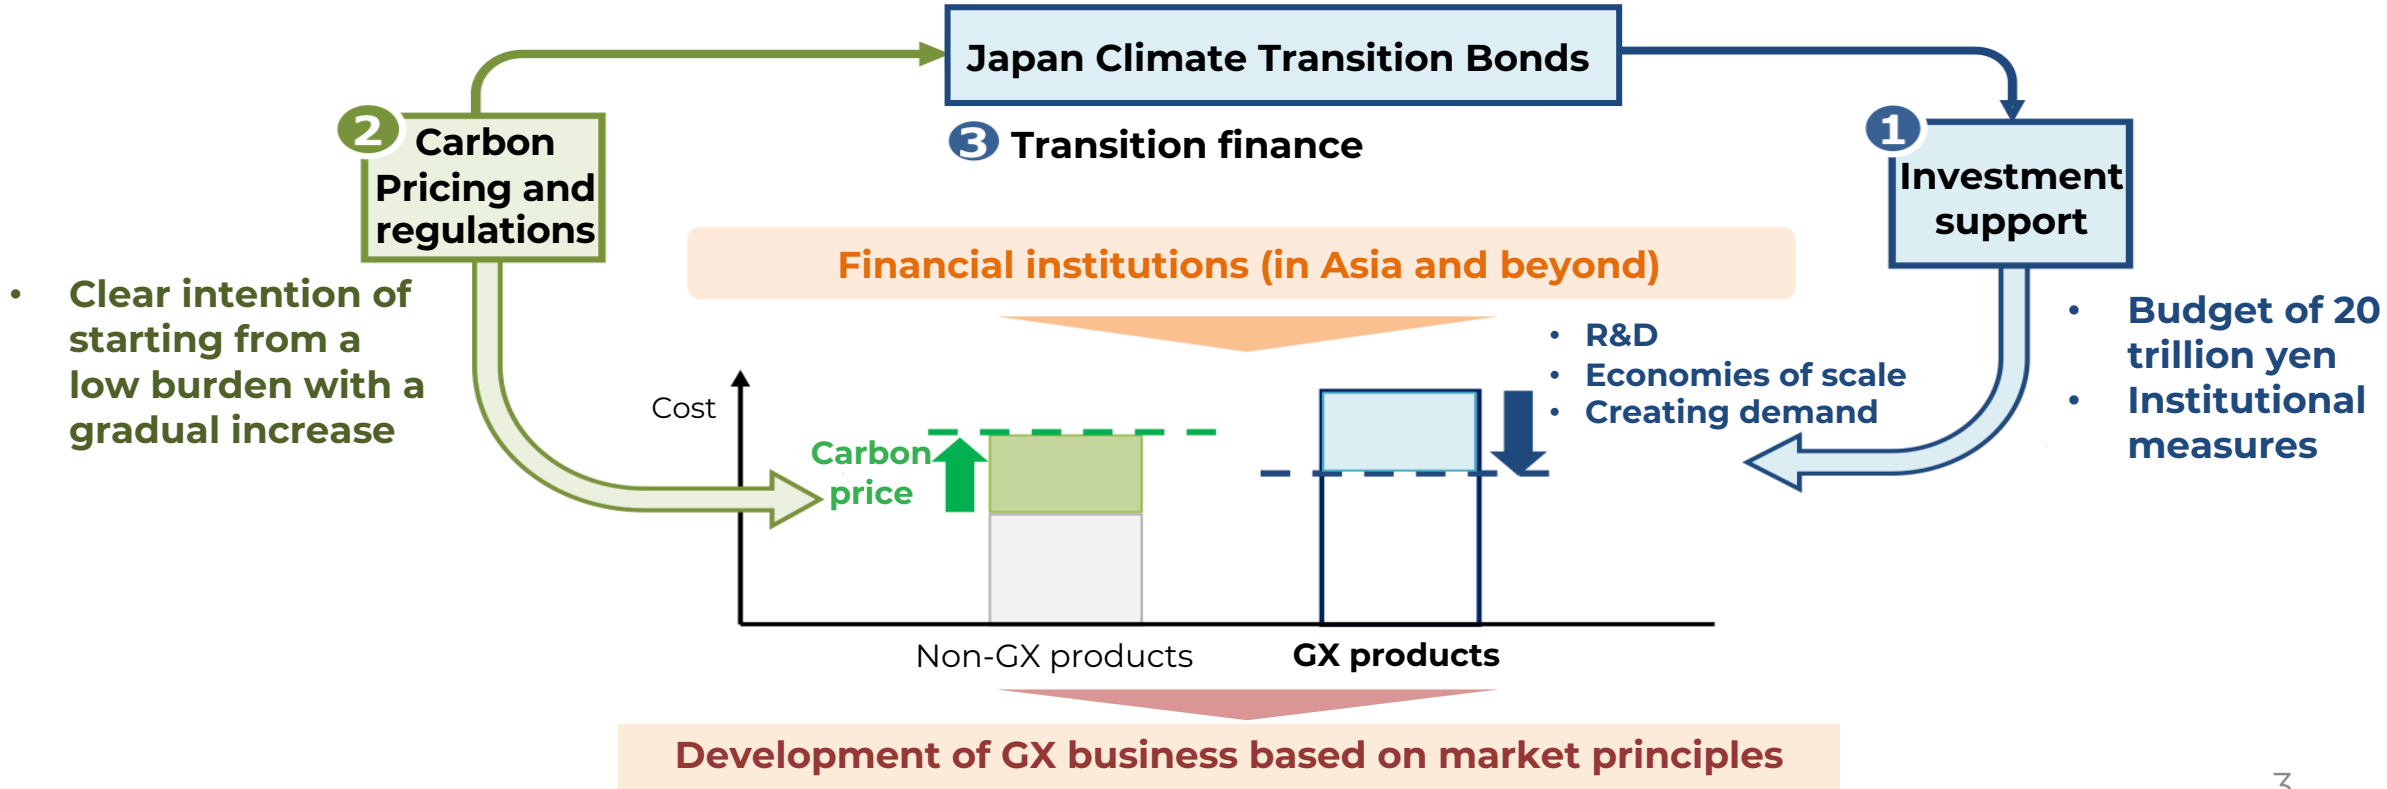 Japan Climate Transition Bonds
2
Carbon
Pricing and
regulations
3 Transition finance
1
Investment
support
Financial institutions (in Asia and beyond)
• Clear intention of
starting from a
low burden with a
gradual increase
• Budget of 20
trillion yen
• Institutional
measures
• R&D
• Economies of scale
• Creating demand
Cost
Carbon
price
Non-GX products
GX products
Development of GX business based on market principles
3